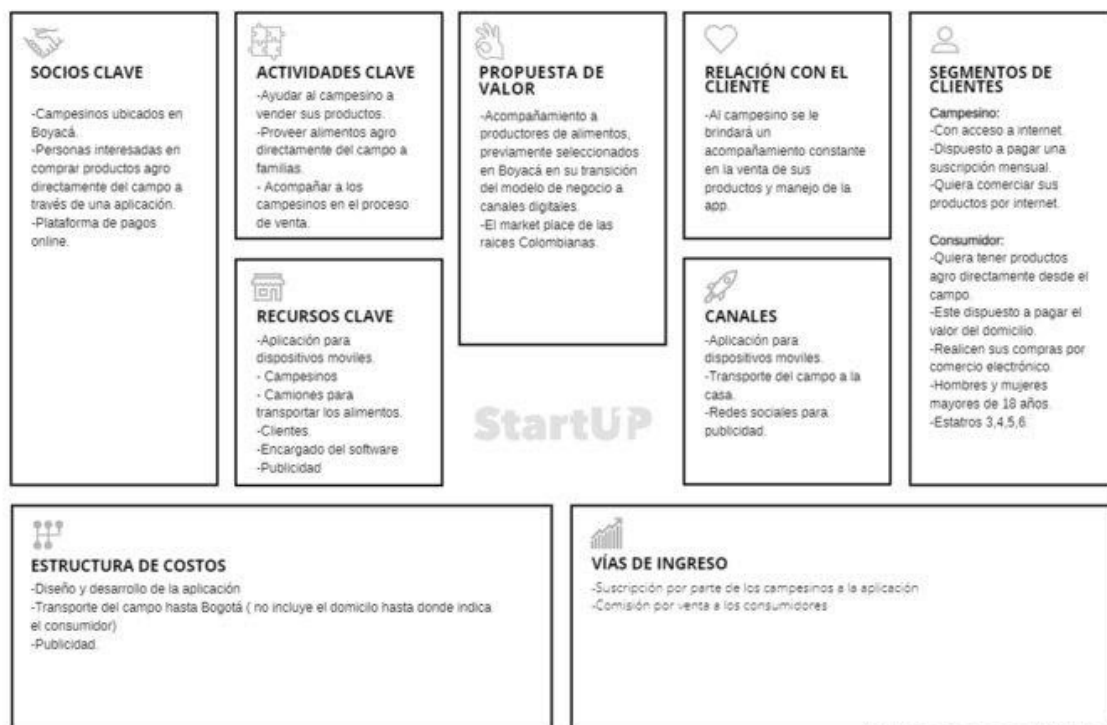 SOCIOS CLAVE
-Campesinos ubicados en
Boyacá.
-Personas interesadas en
comprar productos agro
directamente del campo a
través de una aplicación.
-Plataforma de pagos
online.
ACTIVIDADES CLAVE
-Ayudar al campesino a
vender sus productos.
-Proveer alimentos agro
directamente del campo a
familias.
- Acompañar a los
campesinos en el proceso
de venta.
RECURSOS CLAVE
-Aplicación para
dispositivos moviles.
- Campesinos
- Camiones para
transportar los alimentos.
-Clientes
-Encargado del software
-Publicidad
PROPUESTA DE
VALOR
-Acompañamiento a
productores de alimentos,
previamente seleccionados
en Boyacá en su transición
del modelo de negocio a
canales digitales.
-El market place de las
raices Colombianas.
StartUP
RELACIÓN CON EL
CLIENTE
-Al campesino se le
brindará un
acompañamiento constante
en la venta de sus
productos y manejo de la
app.
CANALES
-Aplicación para
dispositivos moviles.
-Transporte del campo a la
casa.
-Redes sociales para
publicidad.
SEGMENTOS DE
CLIENTES
Campesino:
-Con acceso a internet.
-Dispuesto a pagar una
suscripción mensual.
-Quiera comerciar sus
productos por internet.
Consumidor:
-Quiera tener productos
agro directamente desde el
campo.
-Este dispuesto a pagar el
valor del domicilio.
-Realicen sus compras por
comercio electrónico.
-Hombres y mujeres
mayores de 18 años.
-Estatros 3,4,5,6.
ESTRUCTURA DE COSTOS
-Diseño y desarrollo de la aplicación
-Transporte del campo hasta Bogotá ( no incluye el domicilo hasta donde indica
el consumidor)
-Publicidad.
VÍAS DE INGRESO
-Suscripción por parte de los campesinos a la aplicación
-Comisión por venta a los consumidores